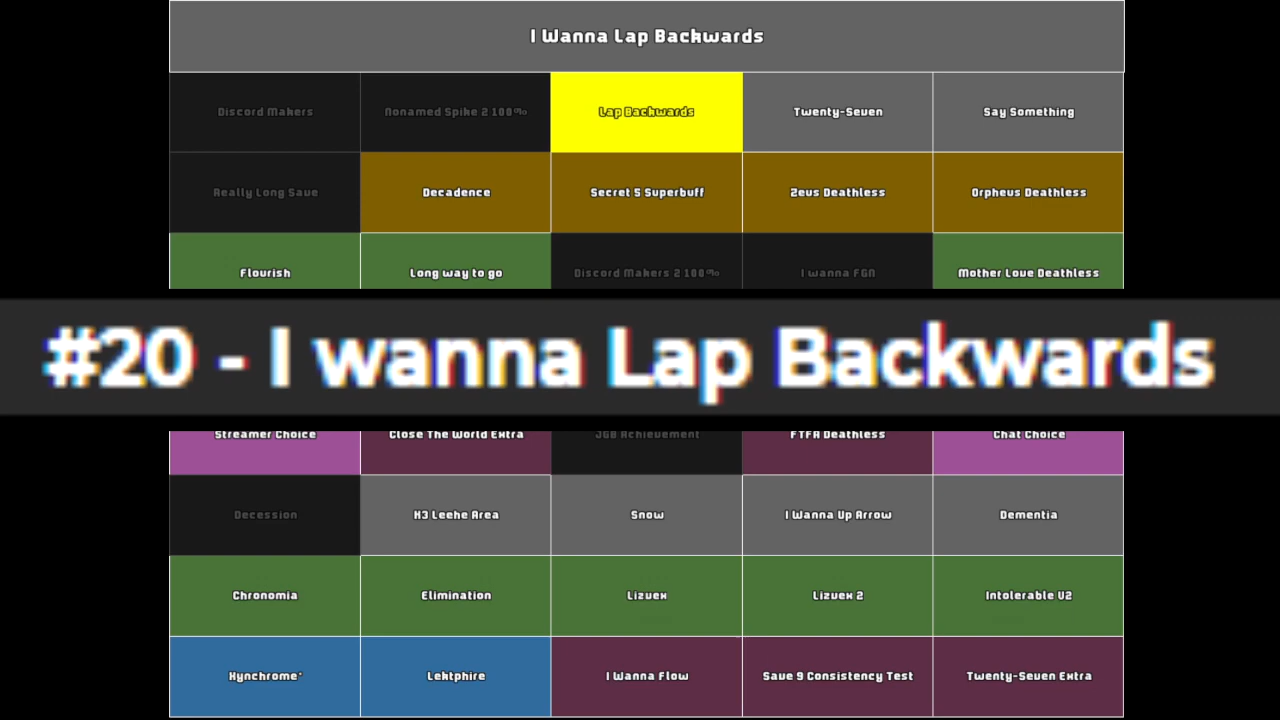 I Wanna Lap Backwards
Discord Makers Nonamed Spike 2 100% Lap Backwards Twenty-Seven Say Something
Really Long Save Decadence Secret 5 Superbuff Zeus Deathless Orpheus Deathless
Flourish Long way to go Discord Makers 2 100% I wanna FGN Mother Love Deathless
#20 - I wanna Lap Backwards
Streamer Choice Close The World Extra JGB Achievement FTFA Deathless Chat Choice
Decession K3 Leehe Area Snow I Wanna Up Arrow Dementia
Chronomia Elimination Lizvex Lizvex 2 Intolerable V2
Xynchrome* Lektphire I Wanna Flow Save 9 Consistency Test Twenty-Seven Extra